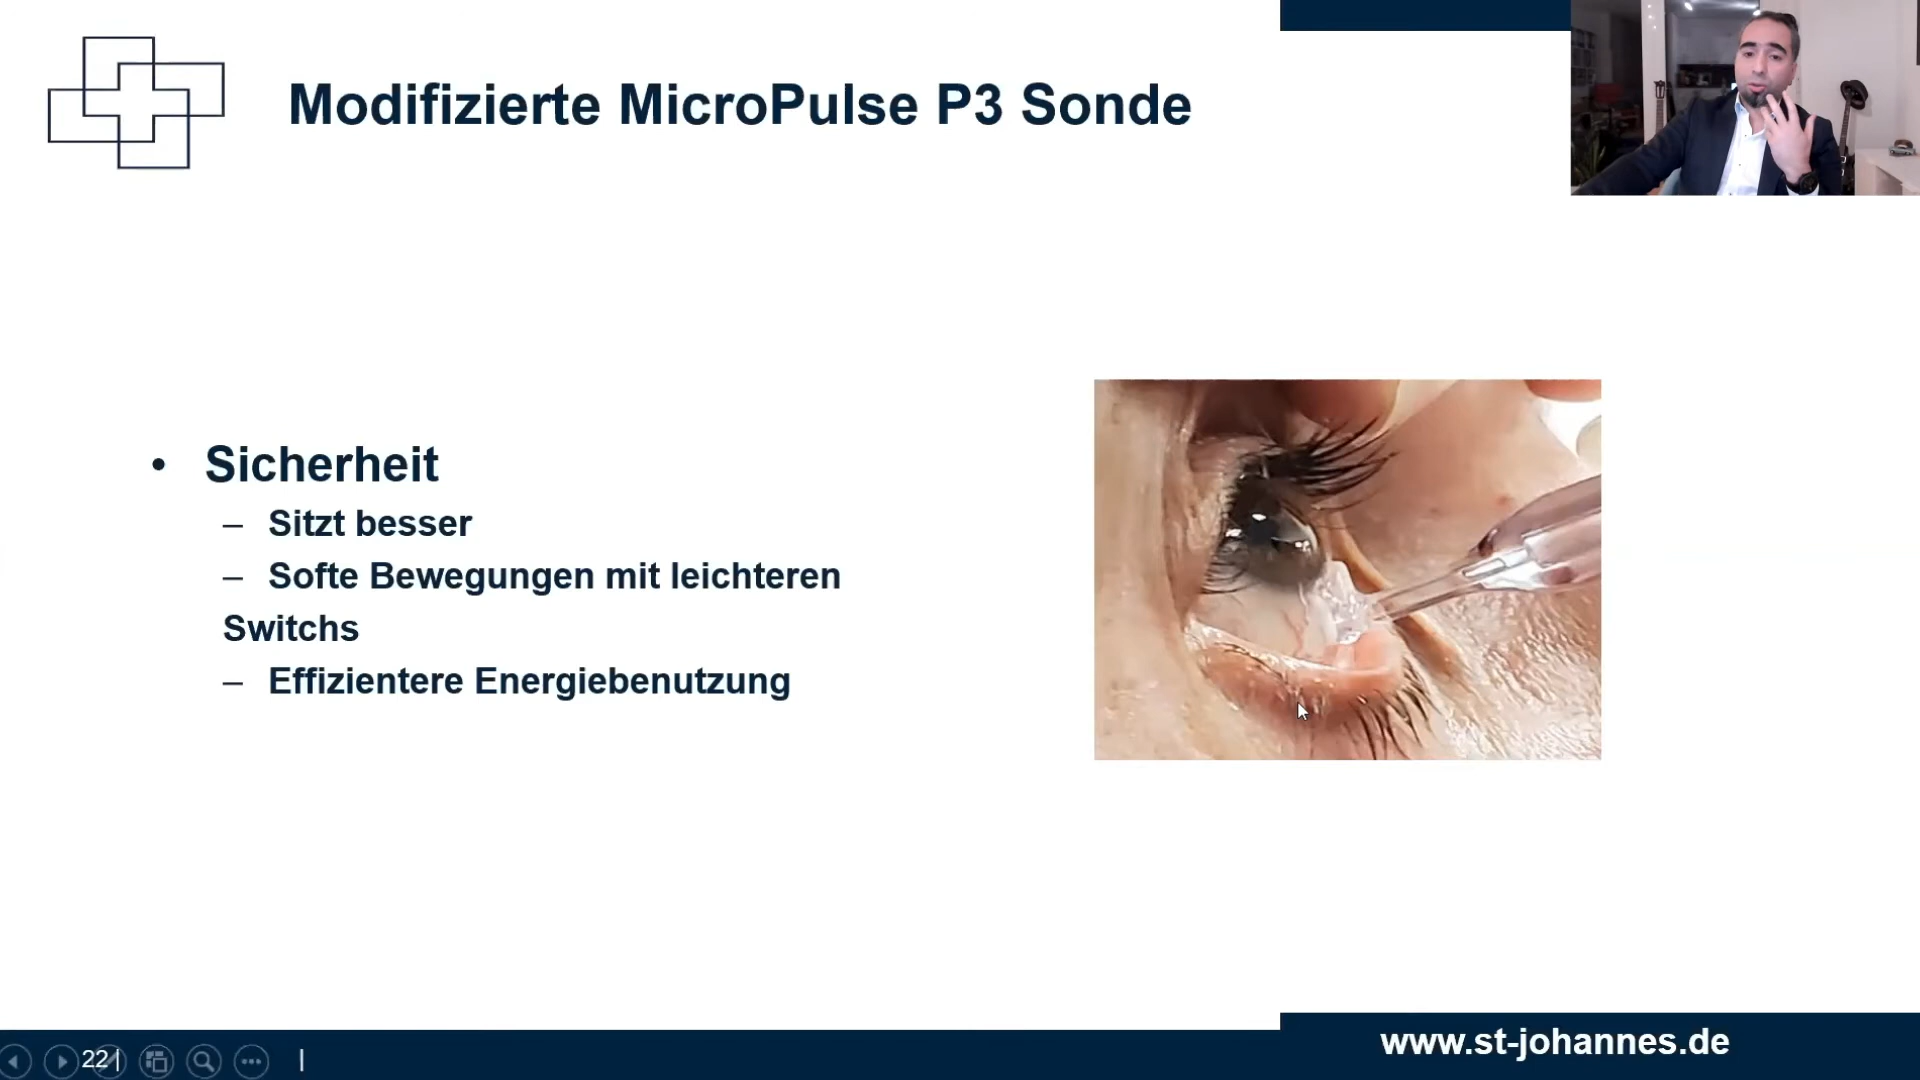 Modifizierte MicroPulse P3 Sonde
• Sicherheit
– Sitzt besser
– Softe Bewegungen mit leichteren
Switchs
– Effizientere Energiebenutzung
www.st-johannes.de
22 |
|